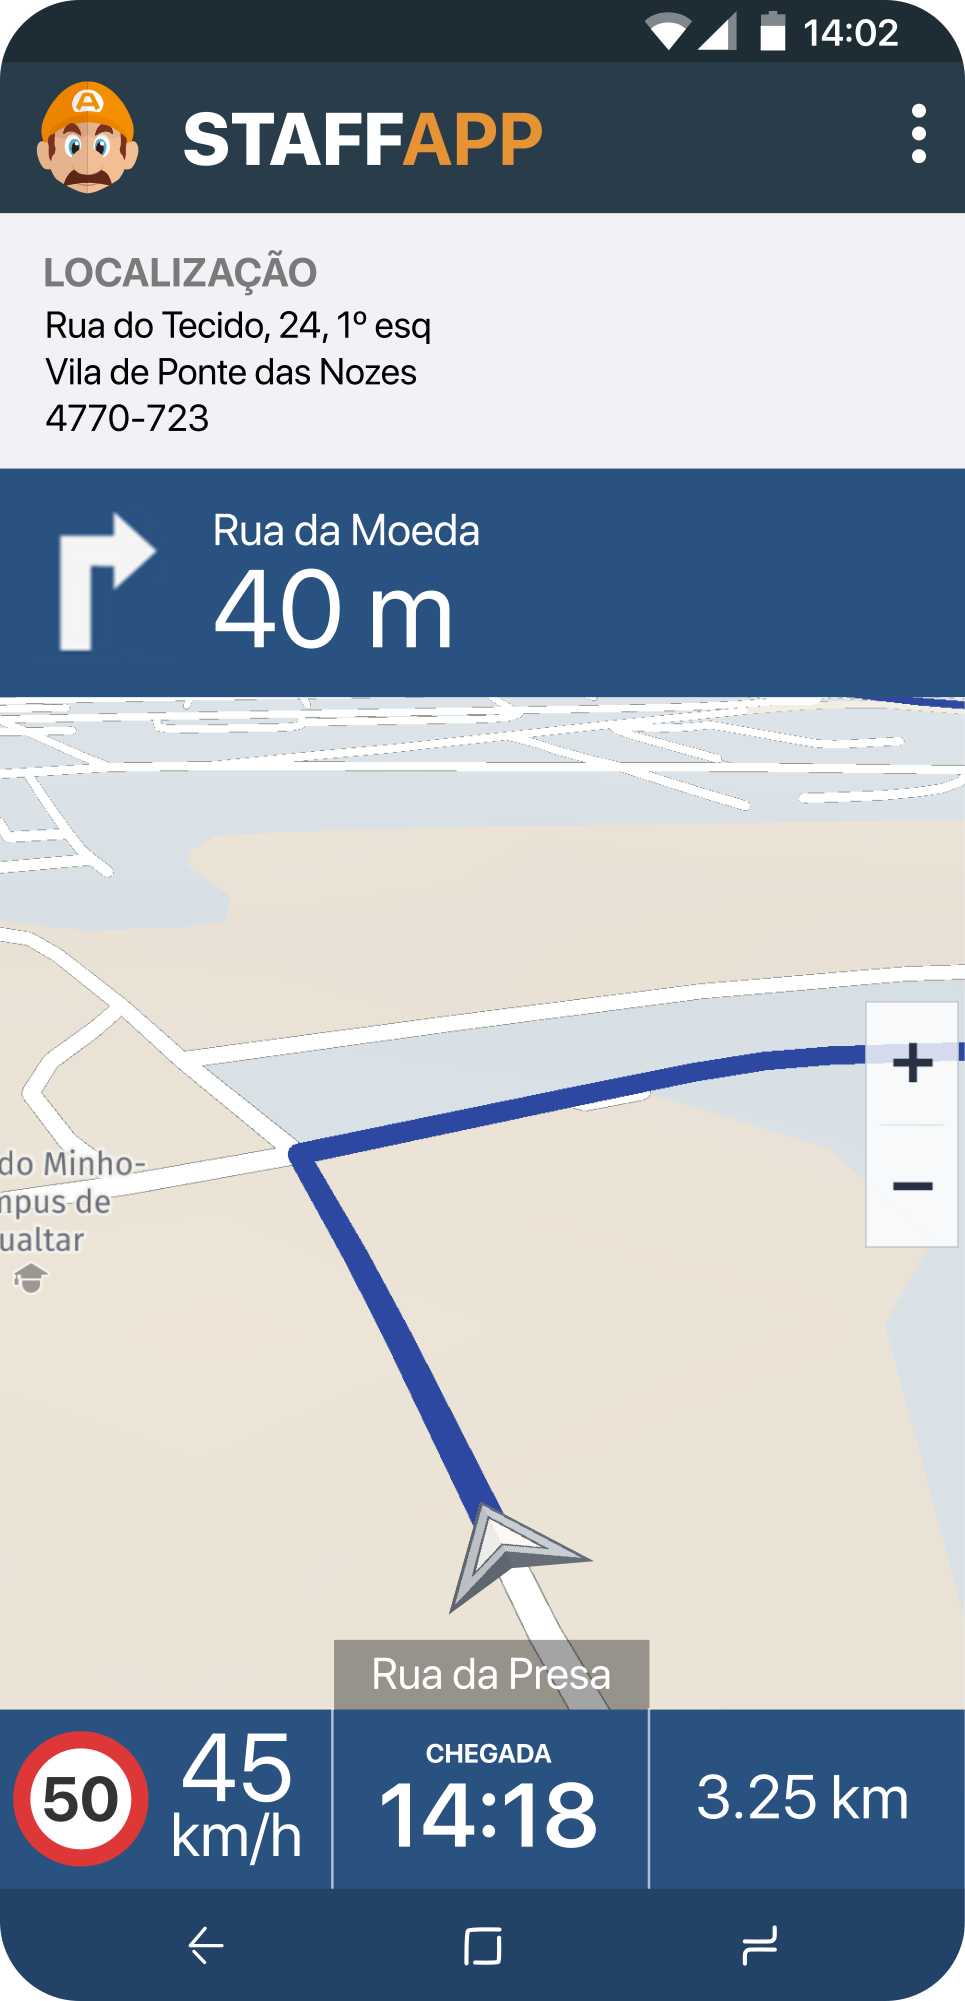 14:02
A
STAFFAPP
LOCALIZAÇÃO
Rua do Tecido, 24, 1º esq
Vila de Ponte das Nozes
4770-723
Rua da Moeda
40 m
+
−
do Minho-
mpus de
ualtar
Rua da Presa
50
45
km/h
CHEGADA
14:18
3.25 km